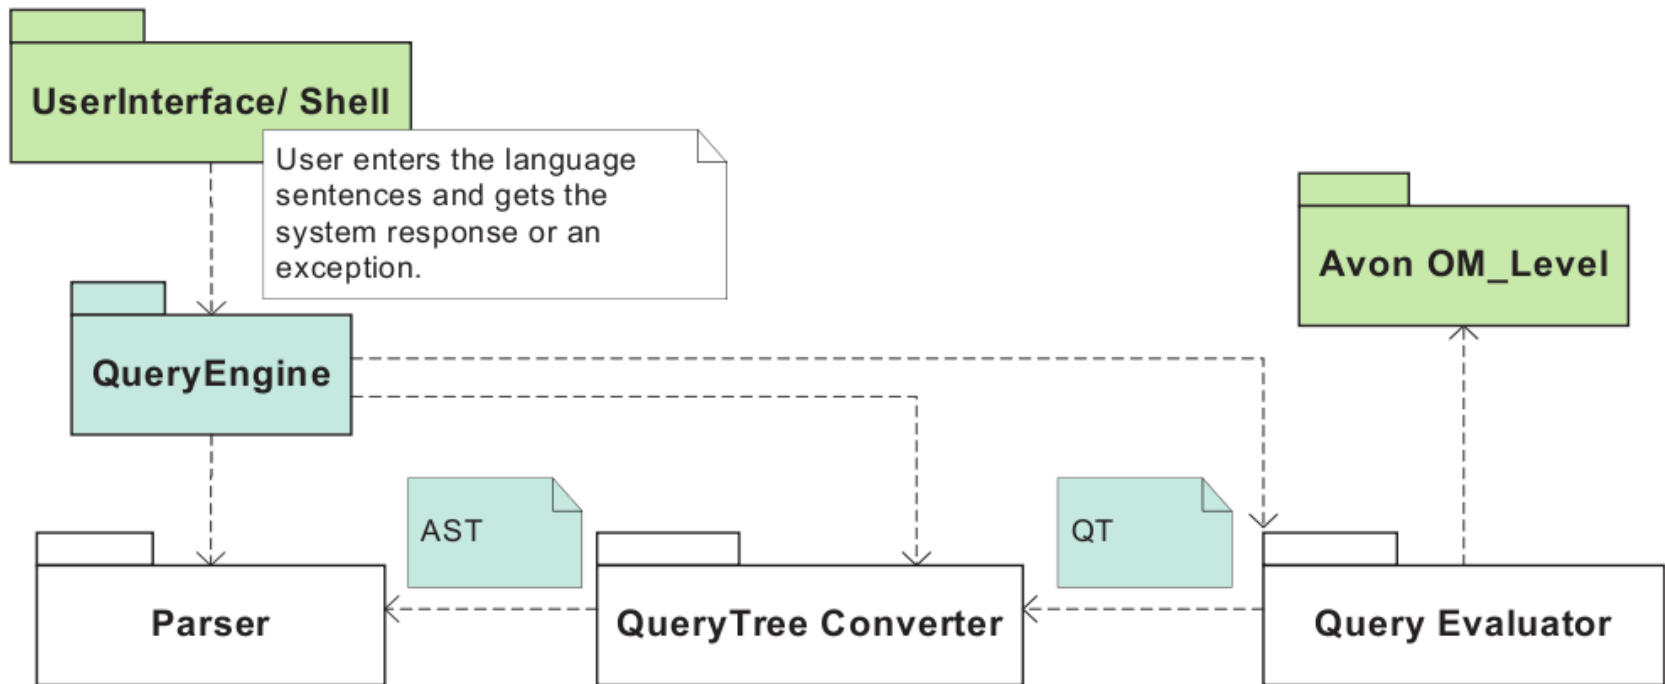 UserInterface/ Shell
User enters the language
sentences and gets the
system response or an
exception.
Avon OM_Level
QueryEngine
AST
QT
Parser
QueryTree Converter
Query Evaluator